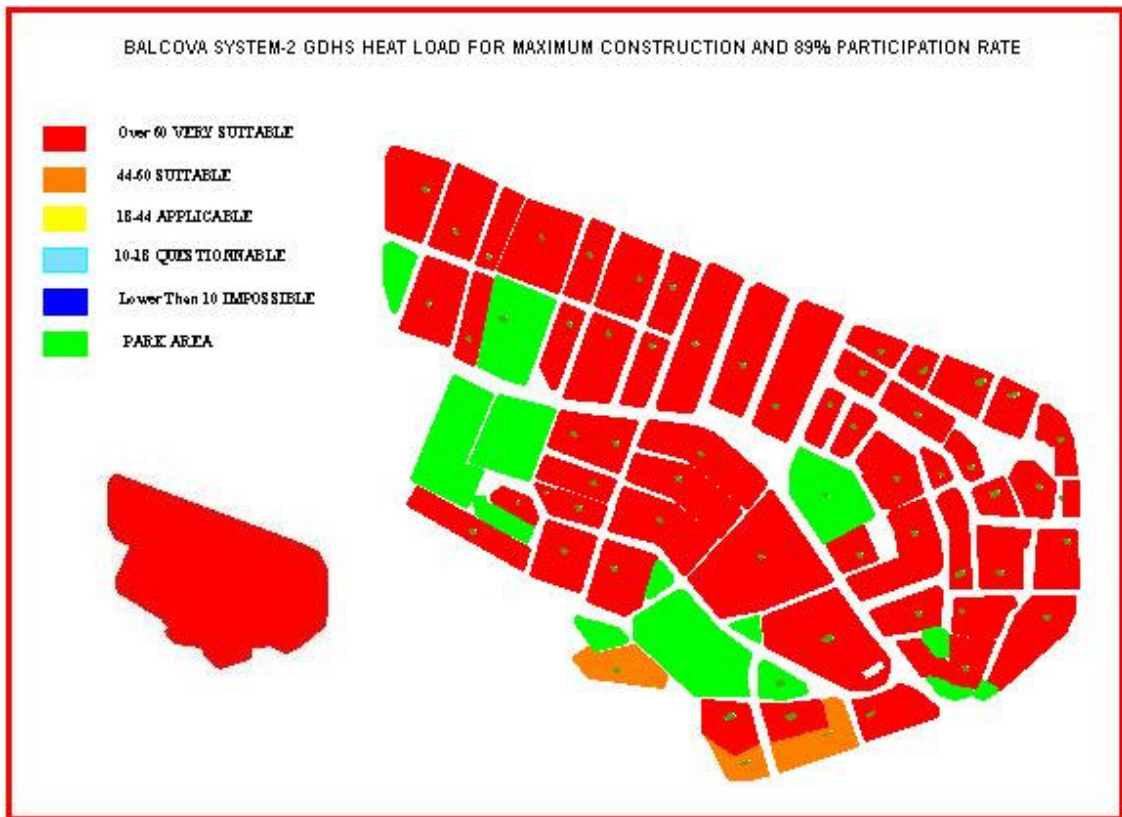 BALCOVA SYSTEM-2 GDHS HEAT LOAD FOR MAXIMUM CONSTRUCTION AND 89% PARTICIPATION RATE
Over 60 VERY SUITABLE
44-60 SUITABLE
18-44 APPLICABLE
10-18 QUESTIONNABLE
Lower Than 10 IMPOSSIBLE
PARK AREA